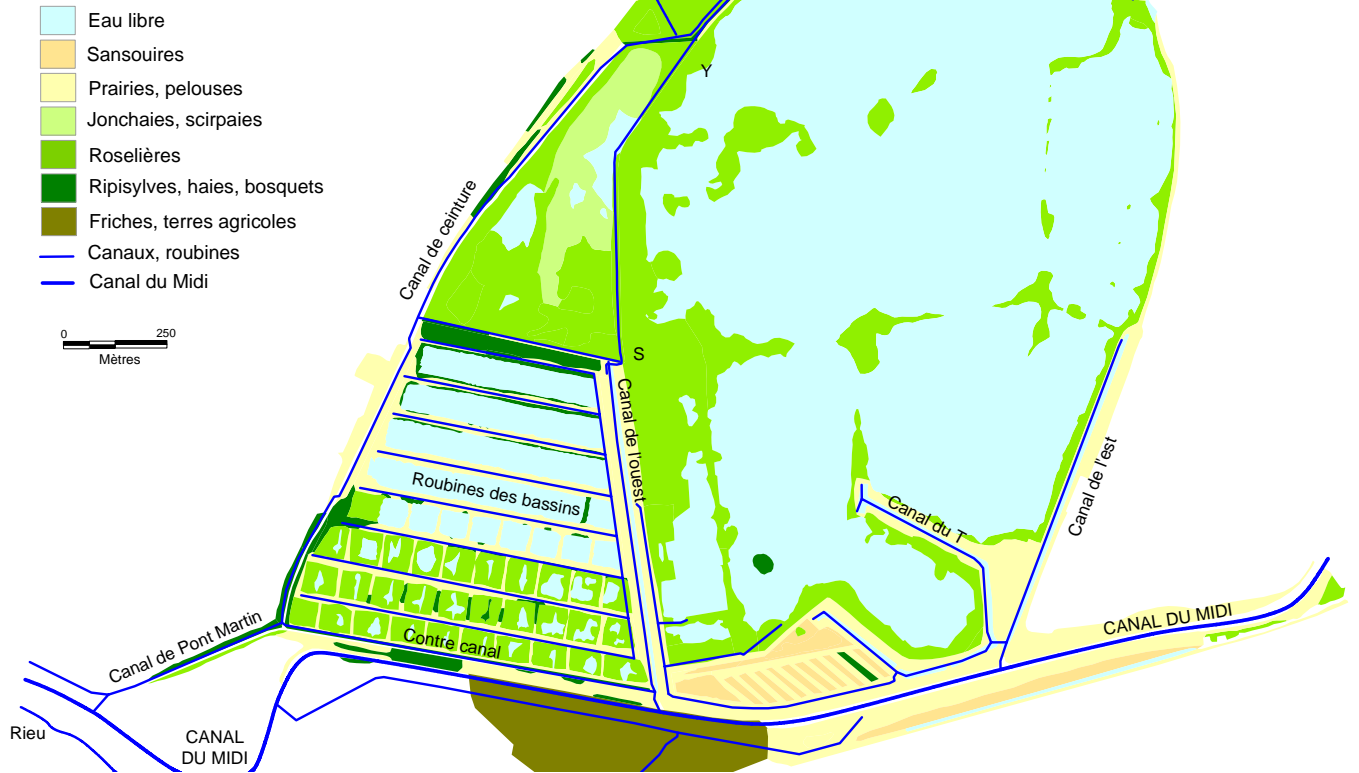 Eau libre
Sansouires
Prairies, pelouses
Jonchaies, scirpaies
Roselières
Ripisylves, haies, bosquets
Friches, terres agricoles
Canaux, roubines
Canal du Midi
0 250
Mètres
Y
Canal de ceinture
S
Canal de l'ouest
Roubines des bassins
Canal du T
Canal de l'est
Canal de Pont Martin
Contre canal
CANAL DU MIDI
Rieu
CANAL
DU MIDI